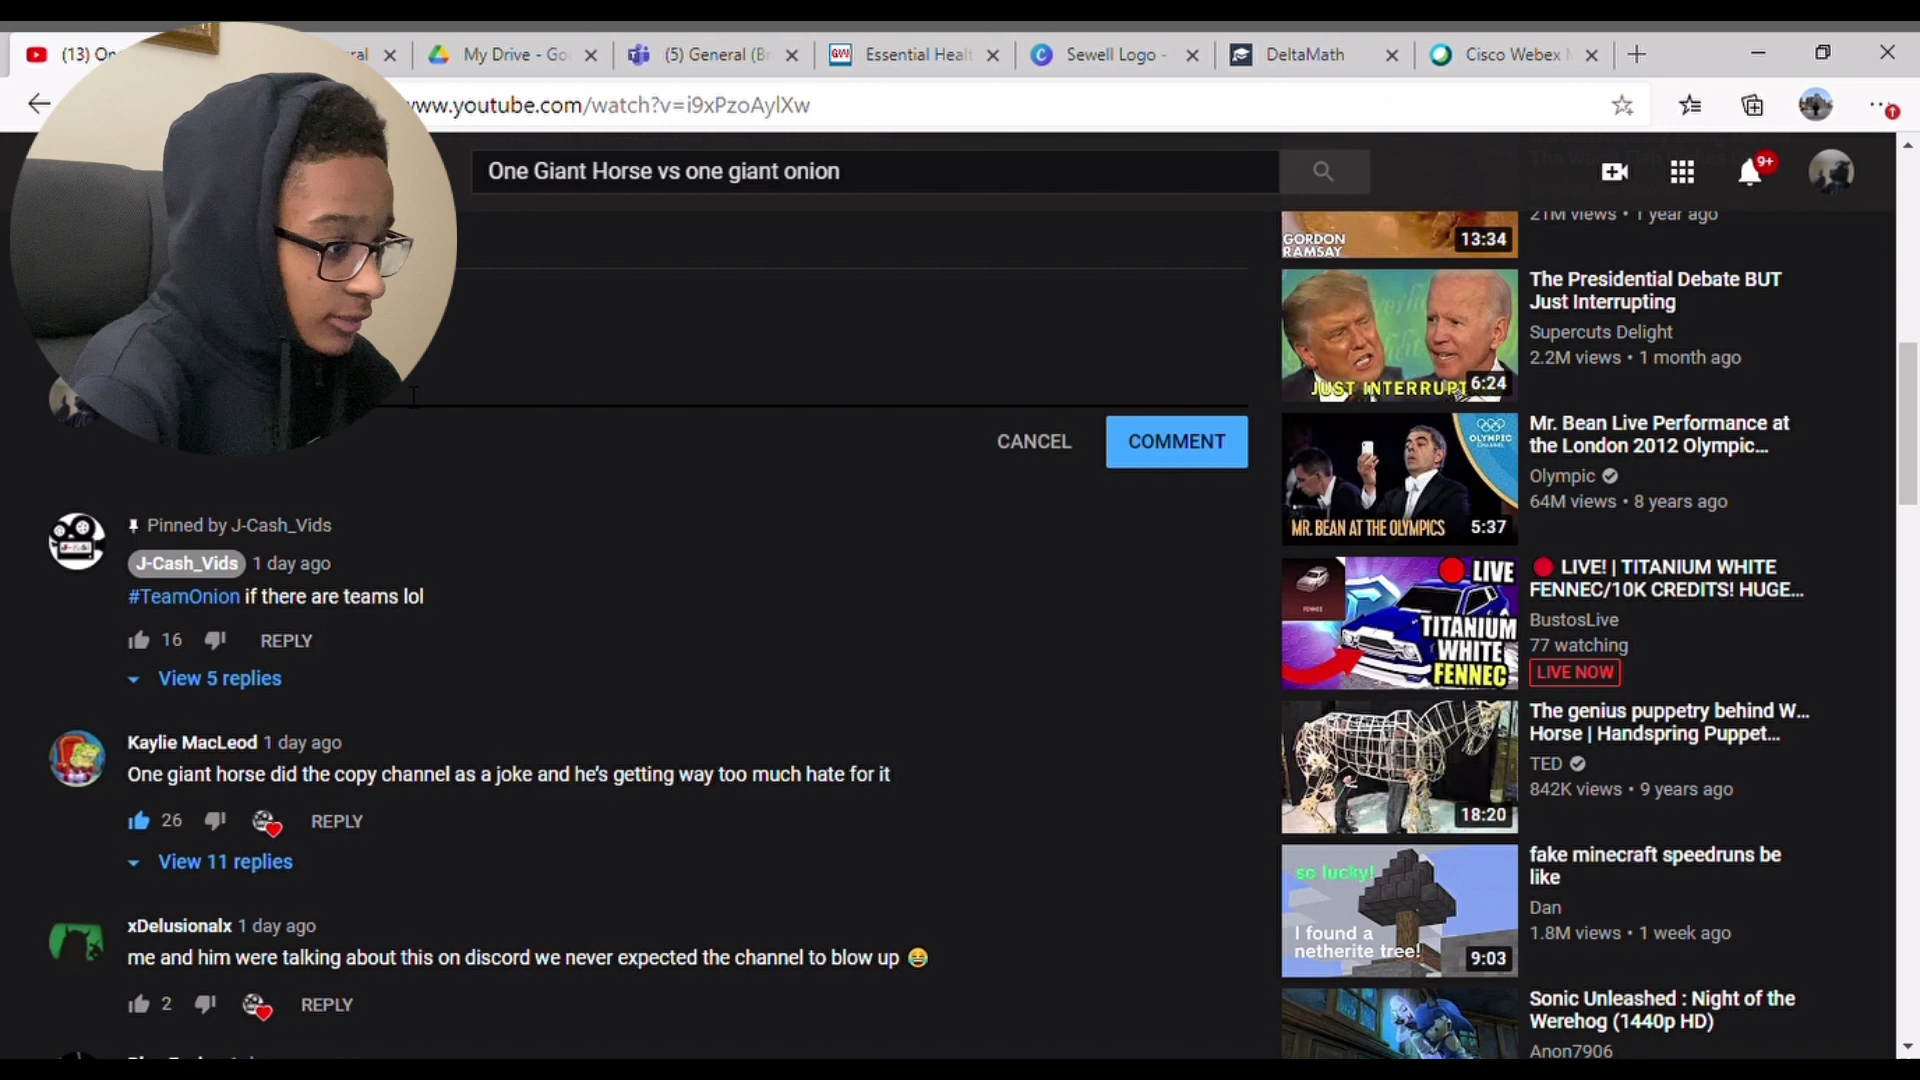 (13) On
al
My Drive - Go
(5) General (Br
GW
Essential Healt
Sewell Logo -
DeltaMath
Cisco Webex
www.youtube.com/watch?v=i9xPzoAylXw
One Giant Horse vs one giant onion
9+
21M views • 1 year ago
GORDON
RAMSAY
13:34
The Presidential Debate BUT
Just Interrupting
Supercuts Delight
2.2M views • 1 month ago
JUST INTERRUPT
6:24
CANCEL
COMMENT
Mr. Bean Live Performance at
the London 2012 Olympic...
Olympic
64M views • 8 years ago
OLYMPIC
CHANNEL
MR. BEAN AT THE OLYMPICS
5:37
Pinned by J-Cash_Vids
J-Cash_Vids 1 day ago
#TeamOnion if there are teams lol
16 REPLY
View 5 replies
LIVE! | TITANIUM WHITE
FENNEC/10K CREDITS! HUGE...
BustosLive
77 watching
LIVE NOW
LIVE
FENNEC
TITANIUM
WHITE
FENNEC
Kaylie MacLeod 1 day ago
One giant horse did the copy channel as a joke and he's getting way too much hate for it
26 REPLY
View 11 replies
The genius puppetry behind W...
Horse | Handspring Puppet...
TED
842K views • 9 years ago
18:20
xDelusionalx 1 day ago
me and him were talking about this on discord we never expected the channel to blow up 😂
2 REPLY
fake minecraft speedruns be
like
Dan
1.8M views • 1 week ago
so lucky!
I found a
netherite tree!
9:03
Sonic Unleashed : Night of the
Werehog (1440p HD)
Anon7906